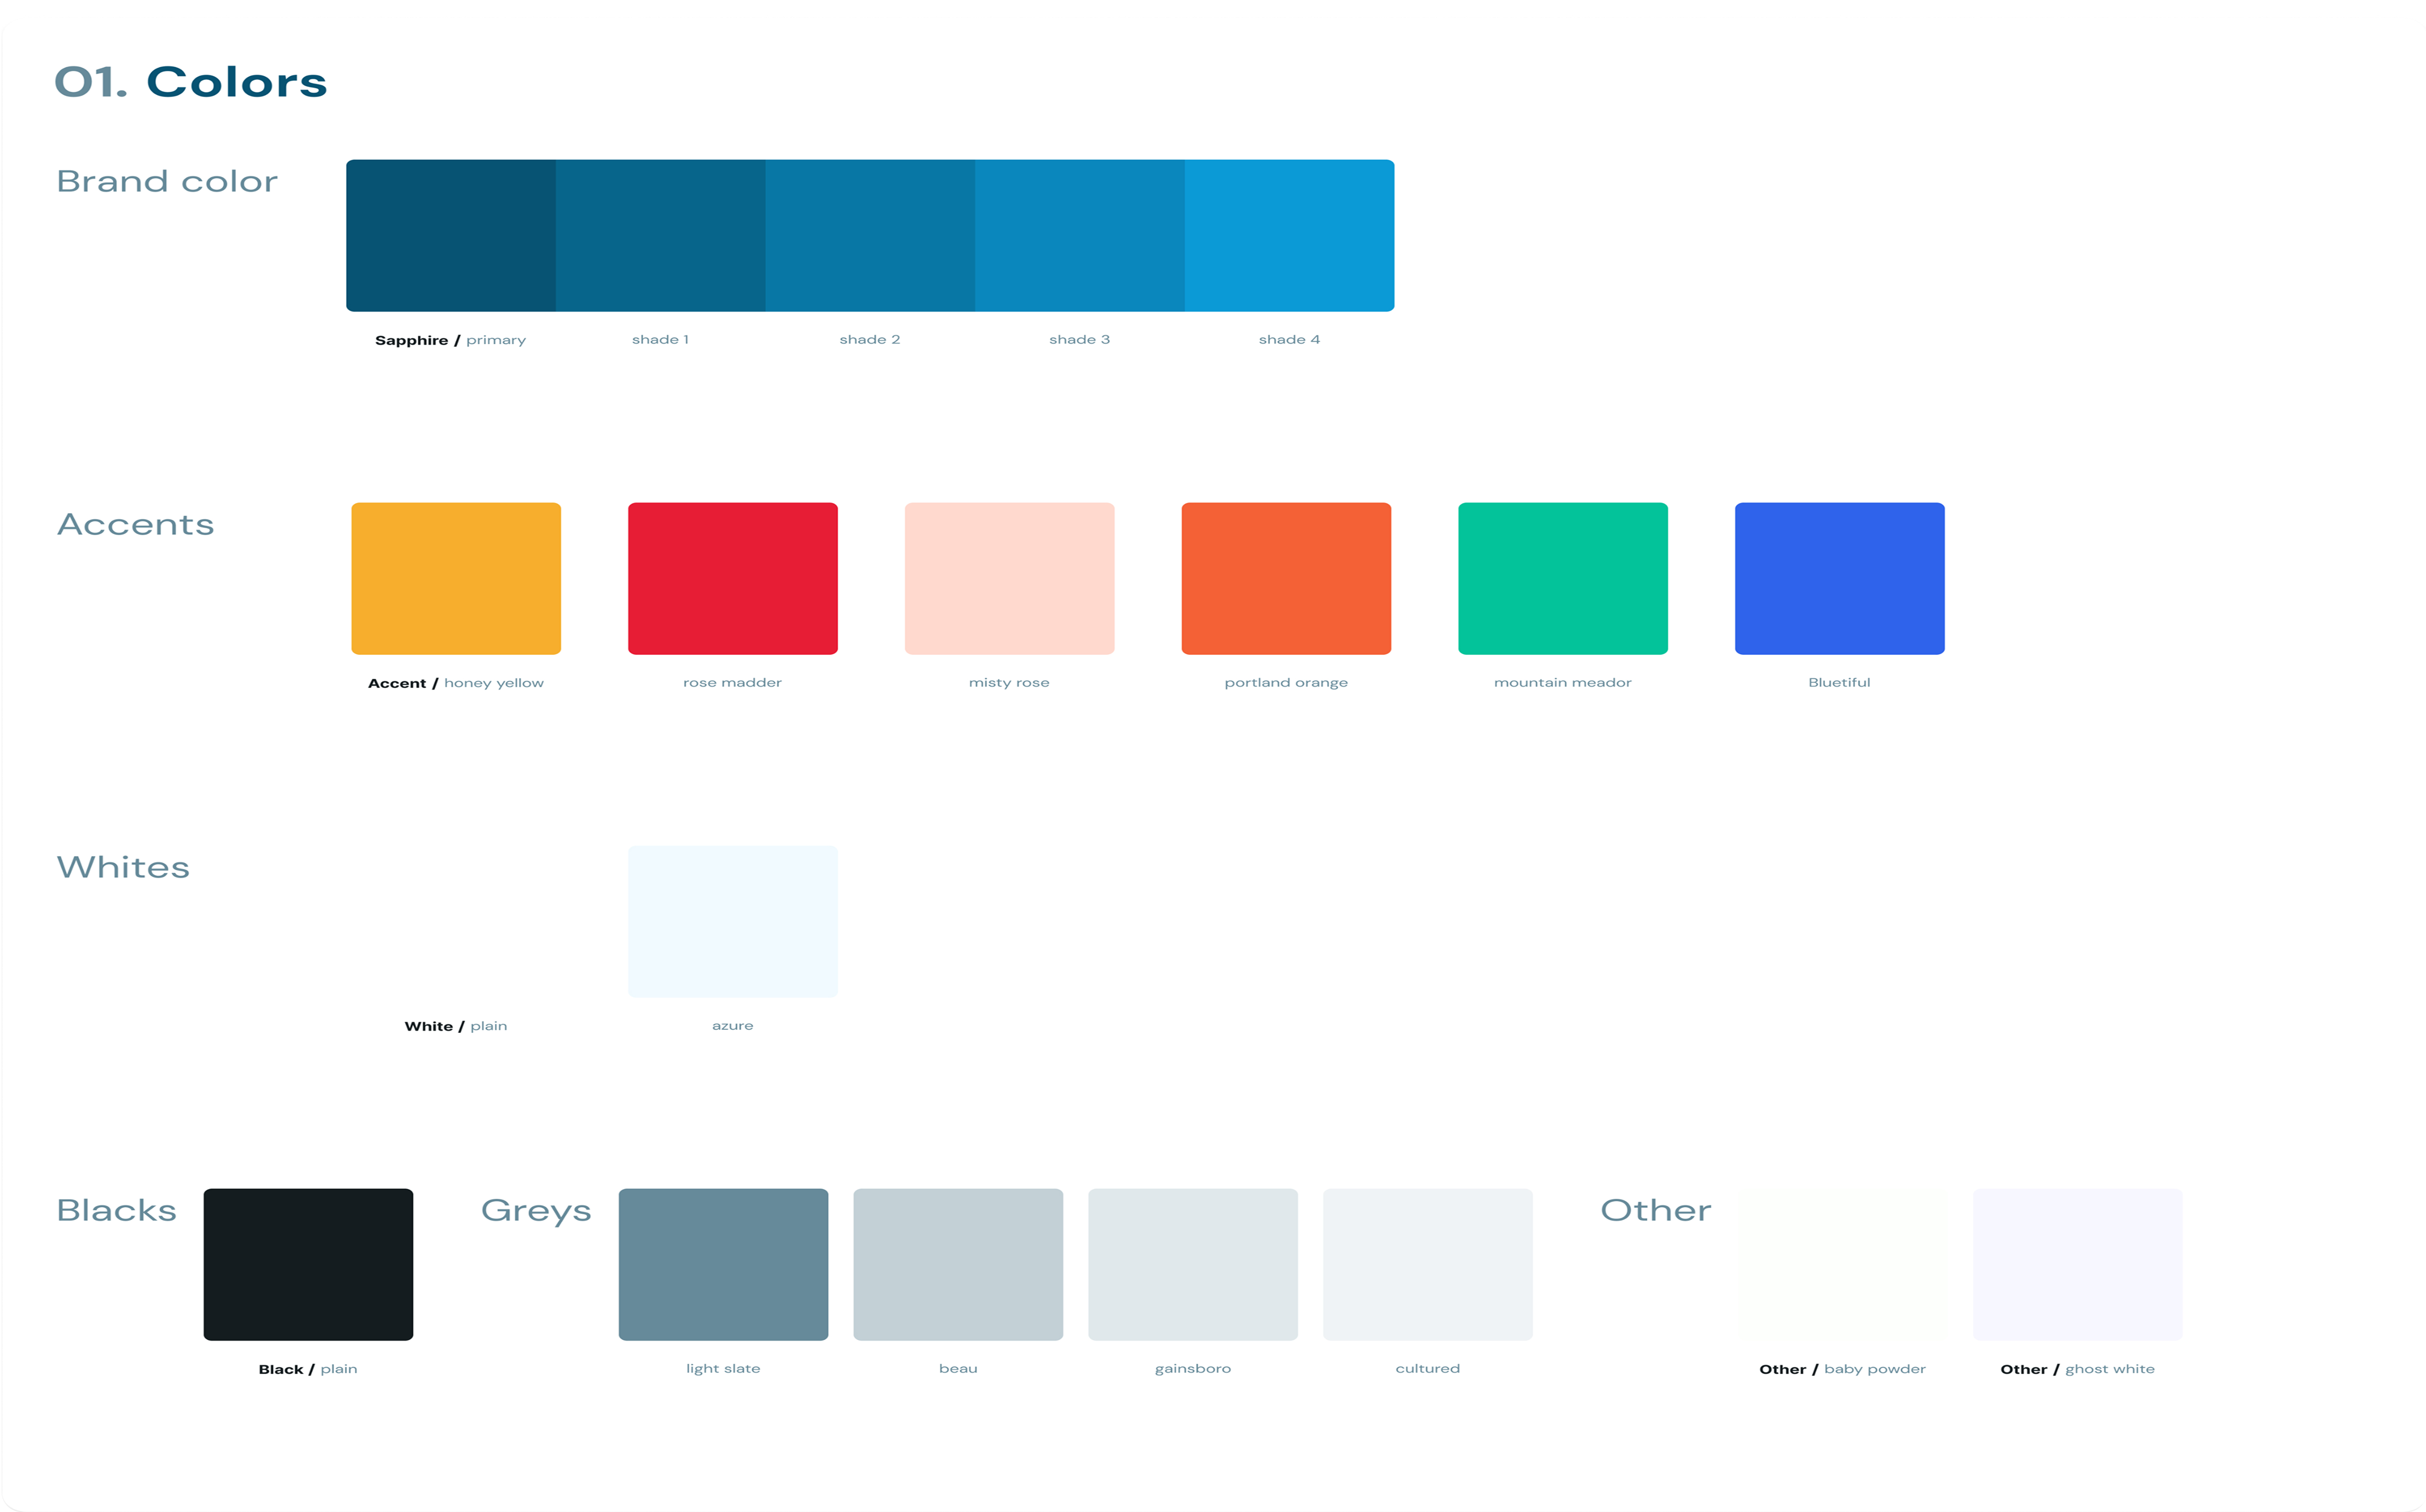 01. Colors
Brand color
Sapphire / primary
shade 1
shade 2
shade 3
shade 4
Accents
Accent / honey yellow
rose madder
misty rose
portland orange
mountain meador
Bluetiful
Whites
White / plain
azure
Blacks
Black / plain
Greys
light slate
beau
gainsboro
cultured
Other
Other / baby powder
Other / ghost white